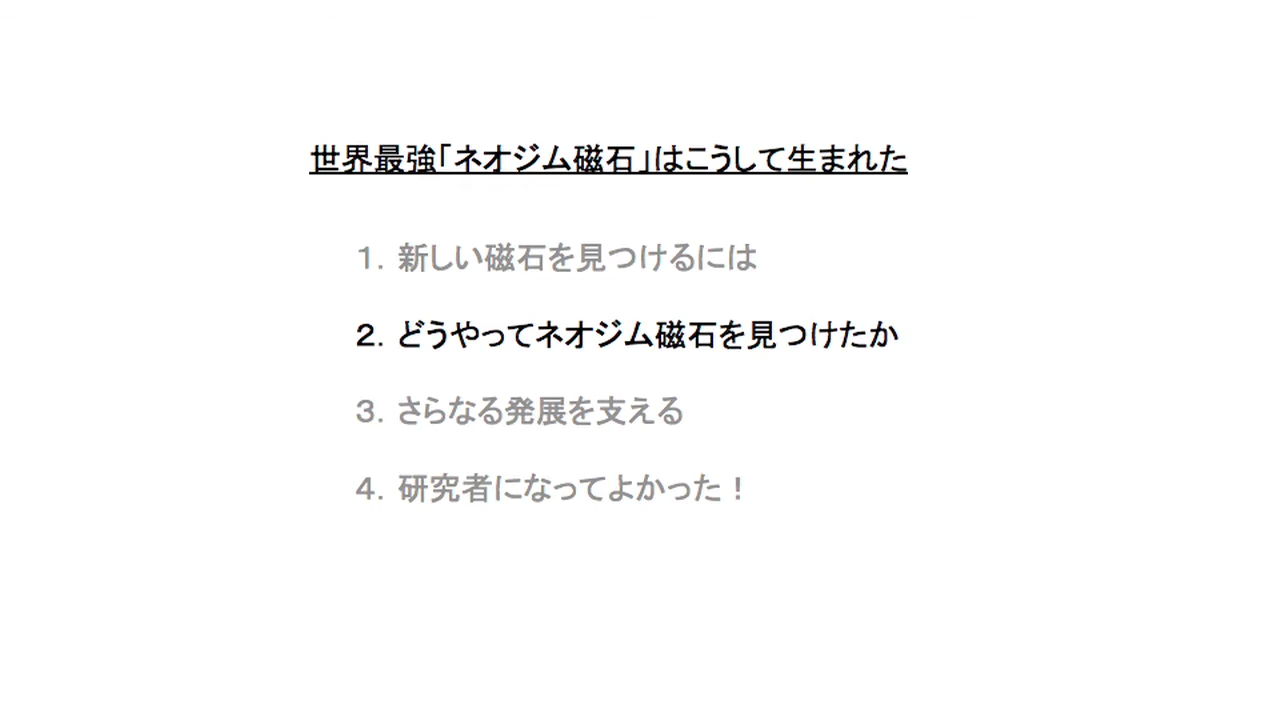 世界最強「ネオジム磁石」はこうして生まれた
１．新しい磁石を見つけるには
２．どうやってネオジム磁石を見つけたか
３．さらなる発展を支える
４．研究者になってよかった！